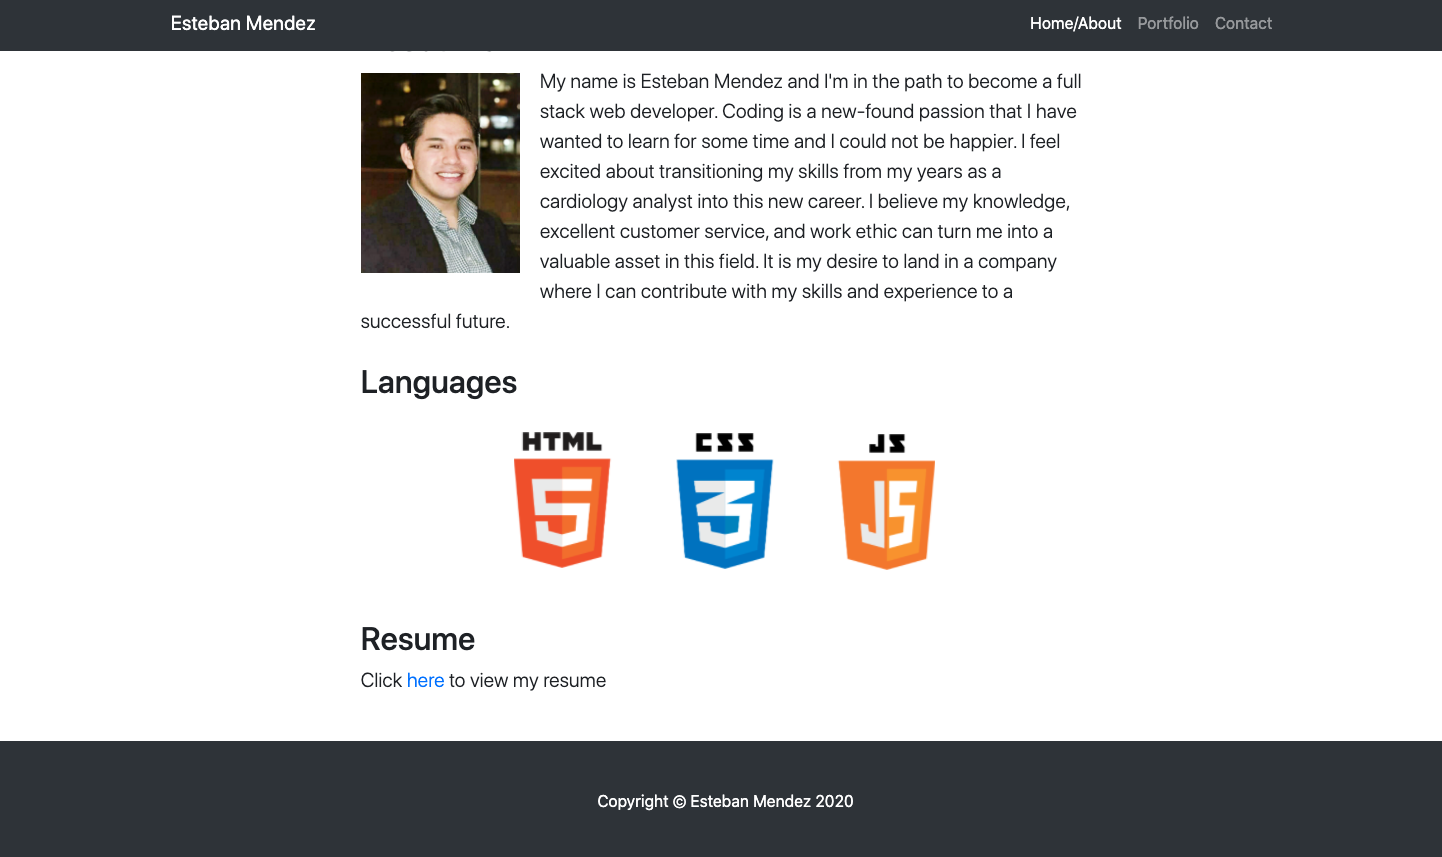 Esteban Mendez
Home/About Portfolio Contact
My name is Esteban Mendez and I'm in the path to become a full
stack web developer. Coding is a new-found passion that I have
wanted to learn for some time and I could not be happier. I feel
excited about transitioning my skills from my years as a
cardiology analyst into this new career. I believe my knowledge,
excellent customer service, and work ethic can turn me into a
valuable asset in this field. It is my desire to land in a company
where I can contribute with my skills and experience to a
successful future.
Languages
HTML CSS JS
5 3 JS
Resume
Click here to view my resume
Copyright © Esteban Mendez 2020